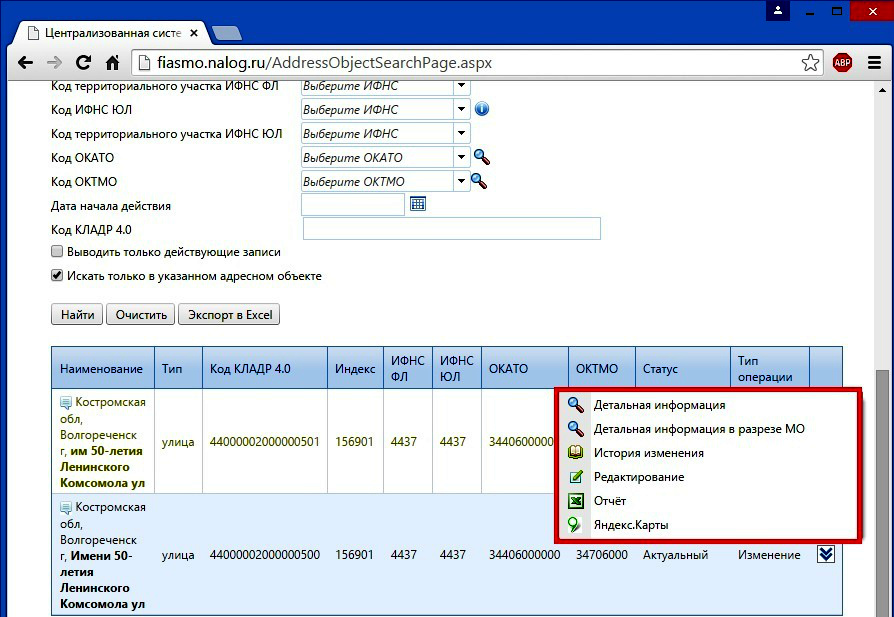 Централизованная систе
fiasmo.nalog.ru/AddressObjectSearchPage.aspx
ABP
Код территориального участка ИФНС ФЛ Выберите ИФНС
Код ИФНС ЮЛ Выберите ИФНС
Код территориального участка ИФНС ЮЛ Выберите ИФНС
Код ОКАТО Выберите ОКАТО
Код ОКТМО Выберите ОКТМО
Дата начала действия
Код КЛАДР 4.0
Выводить только действующие записи
Искать только в указанном адресном объекте
Найти Очистить Экспорт в Excel
Наименование Тип Код КЛАДР 4.0 Индекс ИФНС ФЛ ИФНС ЮЛ ОКАТО ОКТМО Статус Тип операции
Костромская
обл,
Волгореченск
г, им 50-летия
Ленинского
Комсомола ул
улица 44000002000000501 156901 4437 4437 3440600000
Детальная информация
Детальная информация в разрезе МО
История изменения
Редактирование
Отчёт
Яндекс.Карты
Костромская
обл,
Волгореченск
г, Имени 50-
летия
Ленинского
Комсомола ул
улица 44000002000000500 156901 4437 4437 34406000000 34706000 Актуальный Изменение